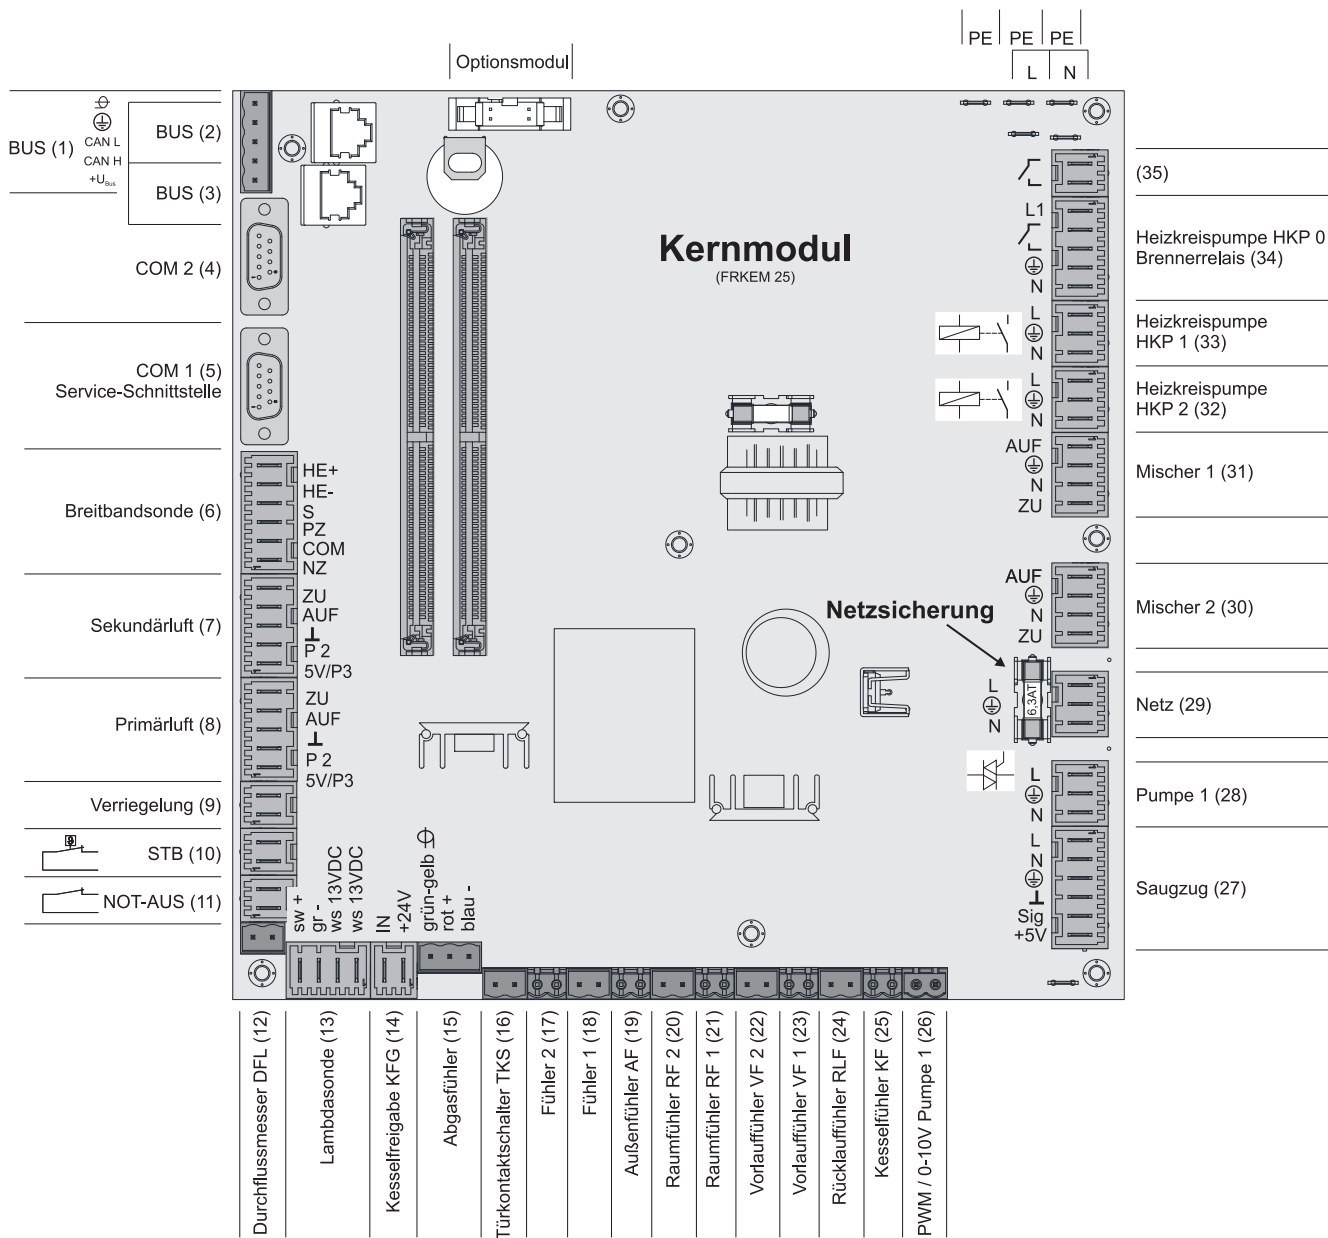 PE PE PE
L N
Optionsmodul
BUS (1)
CAN L
CAN H
+U Bus
BUS (2)
BUS (3)
COM 2 (4)
COM 1 (5)
Service-Schnittstelle
Breitbandsonde (6)
HE+
HE-
S
PZ
COM
NZ
Sekundärluft (7)
ZU
AUF
P 2
5V/P3
Primärluft (8)
ZU
AUF
P 2
5V/P3
Verriegelung (9)
STB (10)
NOT-AUS (11)
Kernmodul
(FRKEM 25)
Netzsicherung
6,3AT
(35)
L1
N
Heizkreispumpe HKP 0
Brennerrelais (34)
L
N
Heizkreispumpe
HKP 1 (33)
L
N
Heizkreispumpe
HKP 2 (32)
AUF
N
ZU
Mischer 1 (31)
AUF
N
ZU
Mischer 2 (30)
L
N
Netz (29)
L
N
Pumpe 1 (28)
L
N
Sig
+5V
Saugzug (27)
sw +
gr -
ws 13VDC
ws 13VDC
IN
+24V
grün-gelb
rot +
blau -
Durchflussmesser DFL (12)
Lambdasonde (13)
Kesselfreigabe KFG (14)
Abgasfühler (15)
Türkontaktschalter TKS (16)
Fühler 2 (17)
Fühler 1 (18)
Außenfühler AF (19)
Raumfühler RF 2 (20)
Raumfühler RF 1 (21)
Vorlauffühler VF 2 (22)
Vorlauffühler VF 1 (23)
Rücklauffühler RLF (24)
Kesselfühler KF (25)
PWM / 0-10V Pumpe 1 (26)